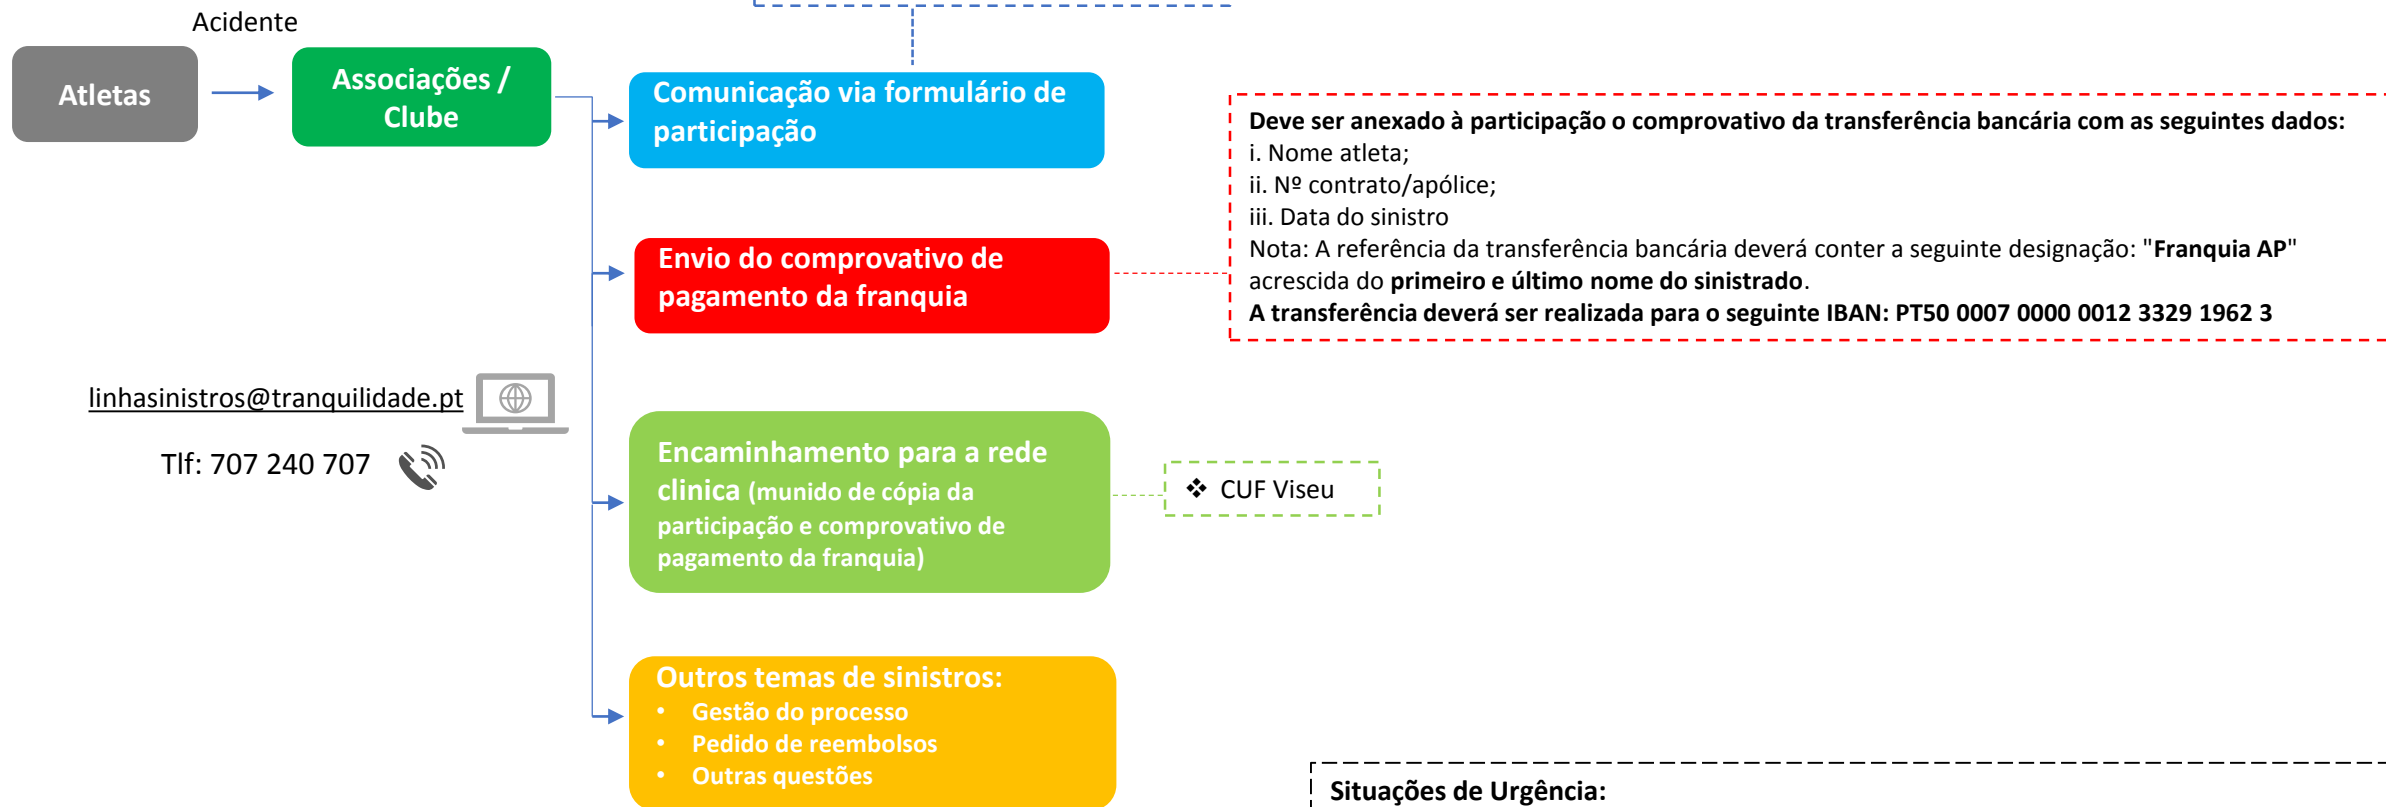 Acidente
Atletas
Associações /
Clube
Comunicação via formulário de
participação
Deve ser anexado à participação o comprovativo da transferência bancária com as seguintes dados:
i. Nome atleta;
ii. Nº contrato/apólice;
iii. Data do sinistro
Nota: A referência da transferência bancária deverá conter a seguinte designação: "Franquia AP"
acrescida do primeiro e último nome do sinistrado.
A transferência deverá ser realizada para o seguinte IBAN: PT50 0007 0000 0012 3329 1962 3
Envio do comprovativo de
pagamento da franquia
linhasinistros@tranquilidade.pt
Tlf: 707 240 707
Encaminhamento para a rede
clinica (munido de cópia da
participação e comprovativo de
pagamento da franquia)
❖ CUF Viseu
Outros temas de sinistros:
• Gestão do processo
• Pedido de reembolsos
• Outras questões
Situações de Urgência: